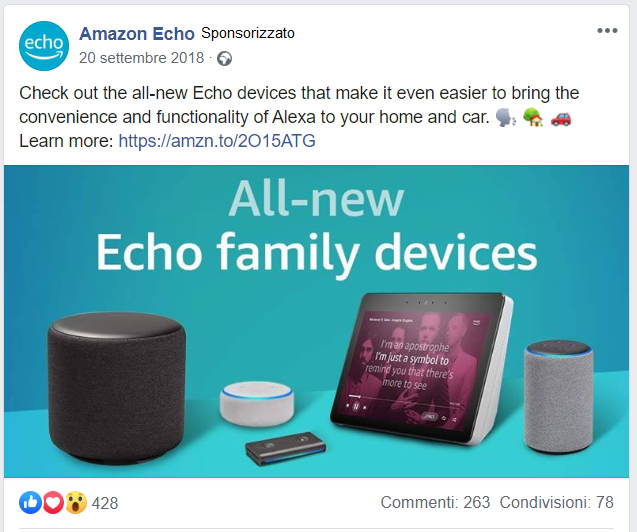 echo
Amazon Echo Sponsorizzato
20 settembre 2018 ·
Check out the all-new Echo devices that make it even easier to bring the
convenience and functionality of Alexa to your home and car.
Learn more: https://amzn.to/2O15ATG
All-new
Echo family devices
I'm an apostrophe
I'm just a symbol to
remind you that there's
more to see
LYRICS
428
Commenti: 263 Condivisioni: 78